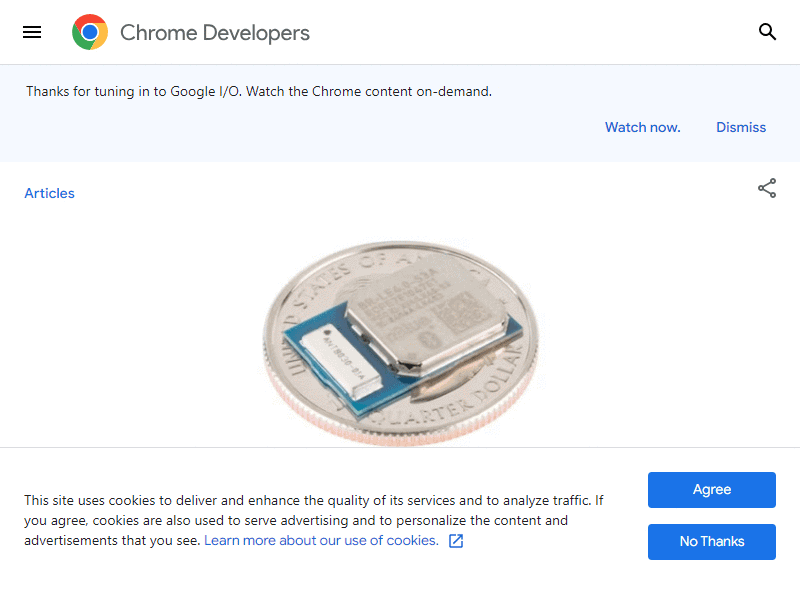 Chrome Developers
Thanks for tuning in to Google I/O. Watch the Chrome content on-demand.
Watch now.
Dismiss
Articles
STATES OF
QUARTER DOLLAR
This site uses cookies to deliver and enhance the quality of its services and to analyze traffic. If
you agree, cookies are also used to serve advertising and to personalize the content and
advertisements that you see. Learn more about our use of cookies.
Agree
No Thanks